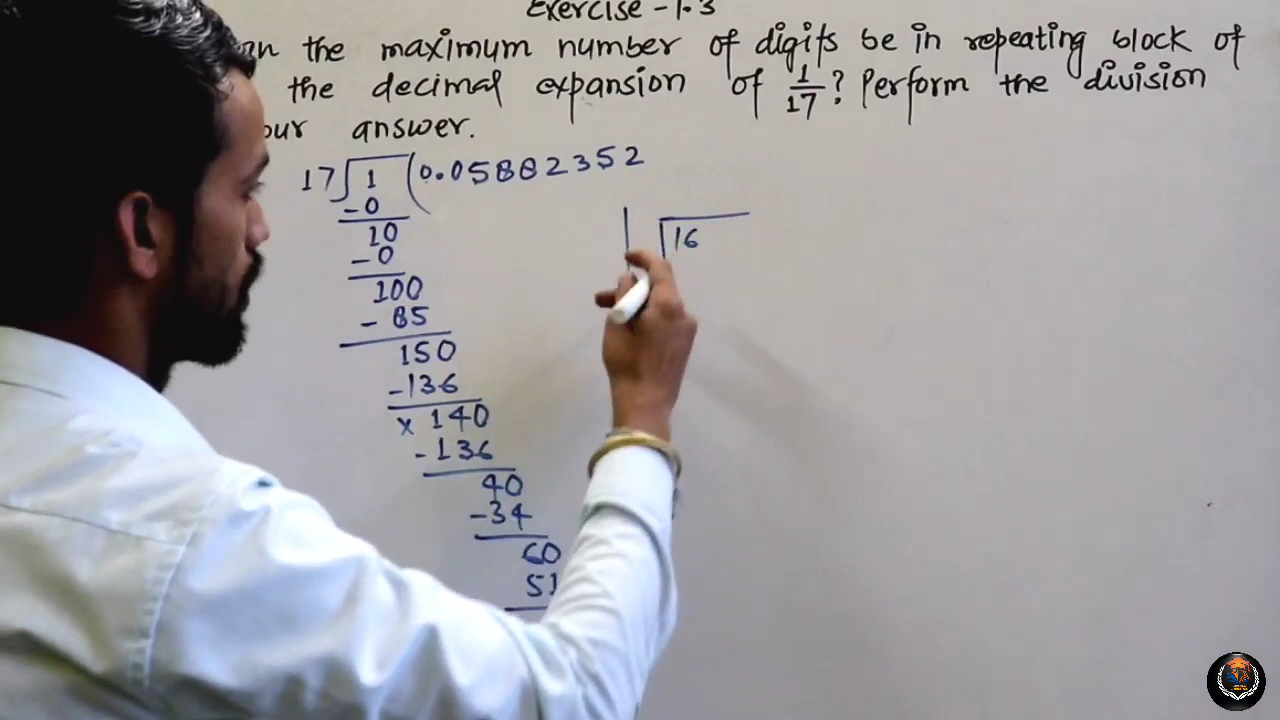 Exercise - 1.3
the maximum number of digits be in repeating block of
the decimal expansion of 1/17? Perform the division
answer.
17 1 0.05882352
-0
10
-0
100
- 85
150
-136
x 140
-136
40
-34
60
51
16